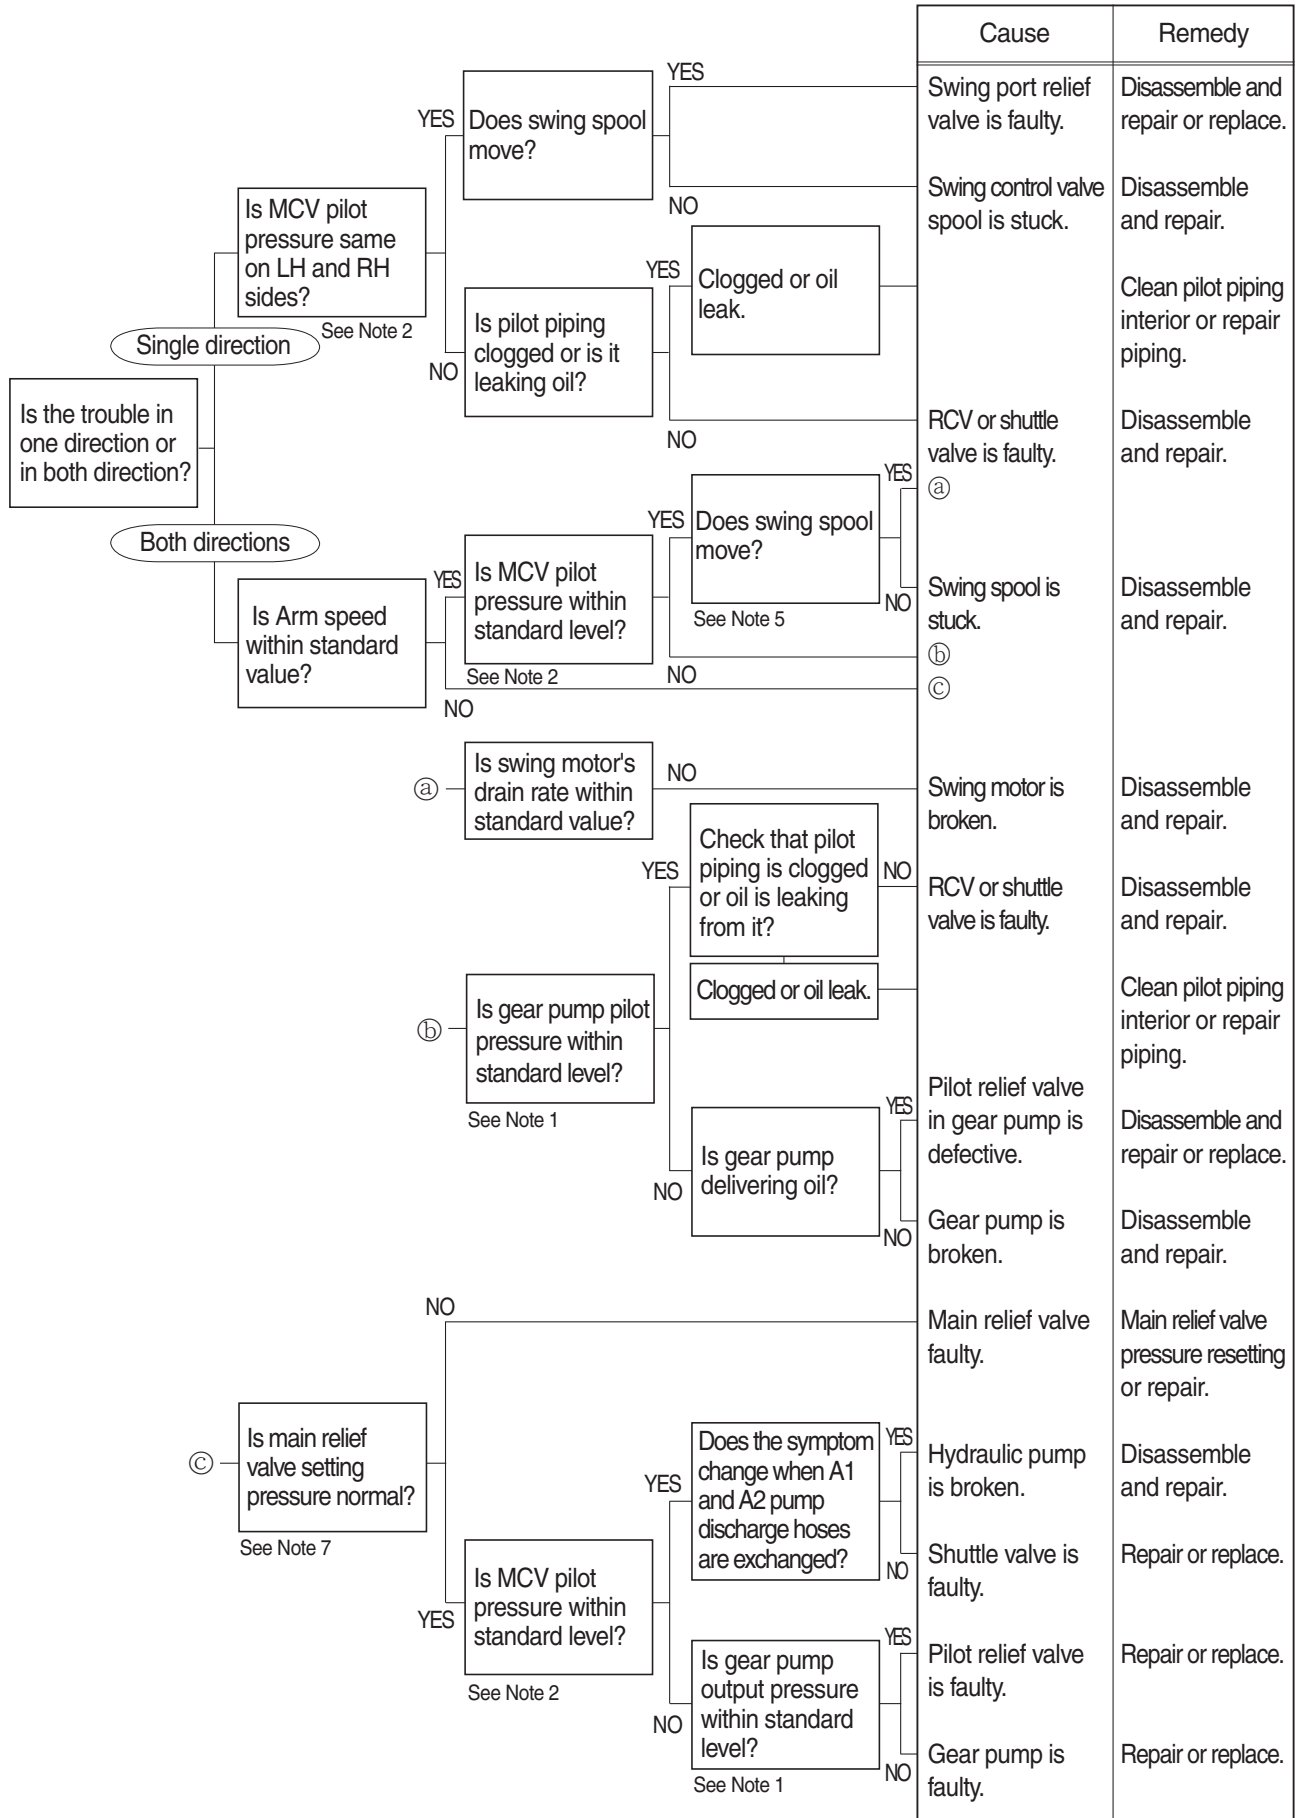 Cause
Remedy
YES
Swing port relief
valve is faulty.
Disassemble and
repair or replace.
YES
Does swing spool
move?
NO
Swing control valve
spool is stuck.
Disassemble
and repair.
Is MCV pilot
pressure same
on LH and RH
sides?
See Note 2
Single direction
YES
Clogged or oil
leak.
Clean pilot piping
interior or repair
piping.
NO
Is pilot piping
clogged or is it
leaking oil?
NO
RCV or shuttle
valve is faulty.
Disassemble
and repair.
Is the trouble in
one direction or
in both direction?
Both directions
YES
ⓐ
YES
Does swing spool
move?
See Note 5
NO
Swing spool is
stuck.
Disassemble
and repair.
YES
Is MCV pilot
pressure within
standard level?
See Note 2
NO
ⓑ
Is Arm speed
within standard
value?
NO
ⓒ
ⓐ
Is swing motor's
drain rate within
standard value?
NO
Swing motor is
broken.
Disassemble
and repair.
YES
Check that pilot
piping is clogged
or oil is leaking
from it?
NO
RCV or shuttle
valve is faulty.
Disassemble
and repair.
Clogged or oil leak.
Clean pilot piping
interior or repair
piping.
ⓑ
Is gear pump pilot
pressure within
standard level?
See Note 1
YES
Pilot relief valve
in gear pump is
defective.
Disassemble and
repair or replace.
NO
Is gear pump
delivering oil?
NO
Gear pump is
broken.
Disassemble
and repair.
NO
Main relief valve
faulty.
Main relief valve
pressure resetting
or repair.
ⓒ
Is main relief
valve setting
pressure normal?
See Note 7
YES
Does the symptom
change when A1
and A2 pump
discharge hoses
are exchanged?
YES
Hydraulic pump
is broken.
Disassemble
and repair.
NO
Shuttle valve is
faulty.
Repair or replace.
YES
Is MCV pilot
pressure within
standard level?
See Note 2
YES
Pilot relief valve
is faulty.
Repair or replace.
NO
Is gear pump
output pressure
within standard
level?
See Note 1
NO
Gear pump is
faulty.
Repair or replace.